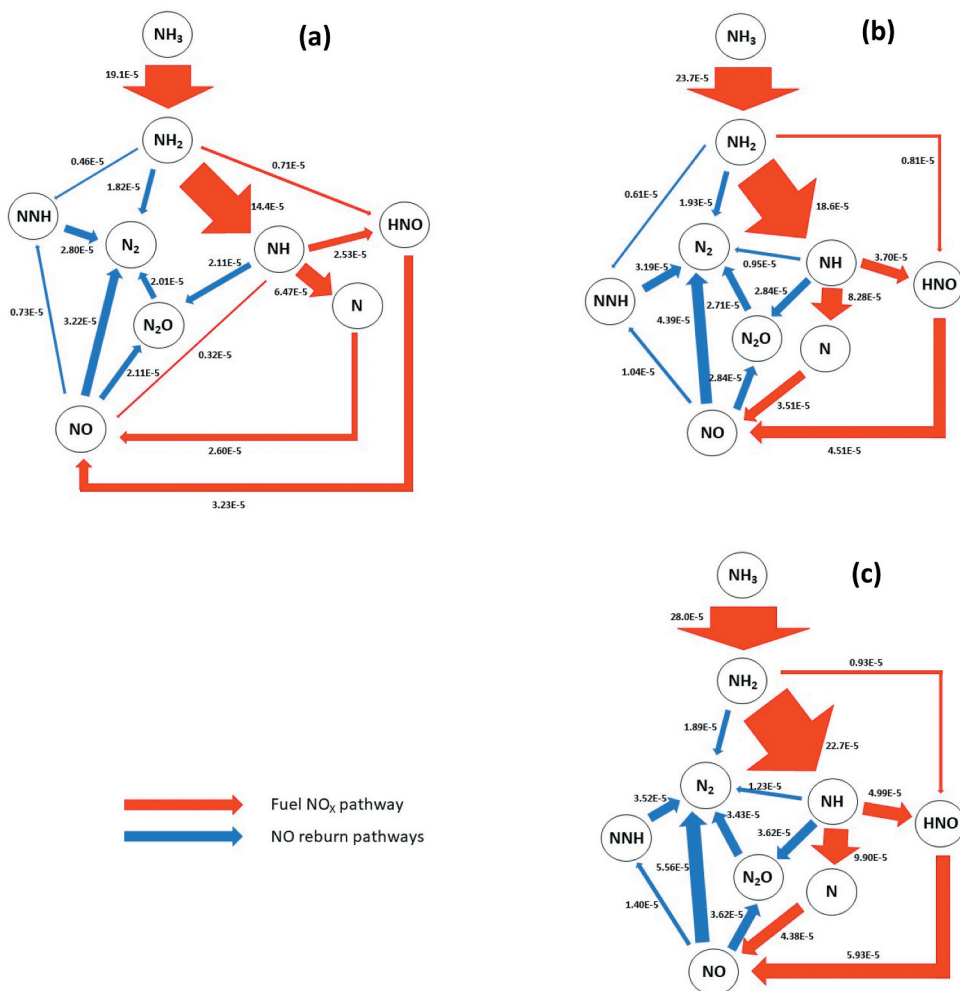 (a)
NH₃
19.1E-5
NH₂
0.46E-5
0.71E-5
1.82E-5
14.4E-5
NNH
N₂
NH
HNO
2.80E-5
2.11E-5
2.53E-5
2.01E-5
6.47E-5
N
0.73E-5
3.22E-5
N₂O
0.32E-5
2.11E-5
NO
2.60E-5
3.23E-5
(b)
NH₃
23.7E-5
NH₂
0.81E-5
0.61E-5
1.93E-5
18.6E-5
N₂
NH
0.95E-5
3.70E-5
HNO
3.19E-5
NNH
2.84E-5
8.28E-5
4.39E-5
2.71E-5
N₂O
N
1.04E-5
2.84E-5
3.51E-5
NO
4.51E-5
(c)
NH₃
28.0E-5
NH₂
0.93E-5
1.89E-5
22.7E-5
N₂
1.23E-5
NH
4.99E-5
3.52E-5
HNO
3.43E-5
3.62E-5
NNH
5.56E-5
9.90E-5
N₂O
N
1.40E-5
3.62E-5
4.38E-5
NO
5.93E-5
Fuel NOₓ pathway
NO reburn pathways